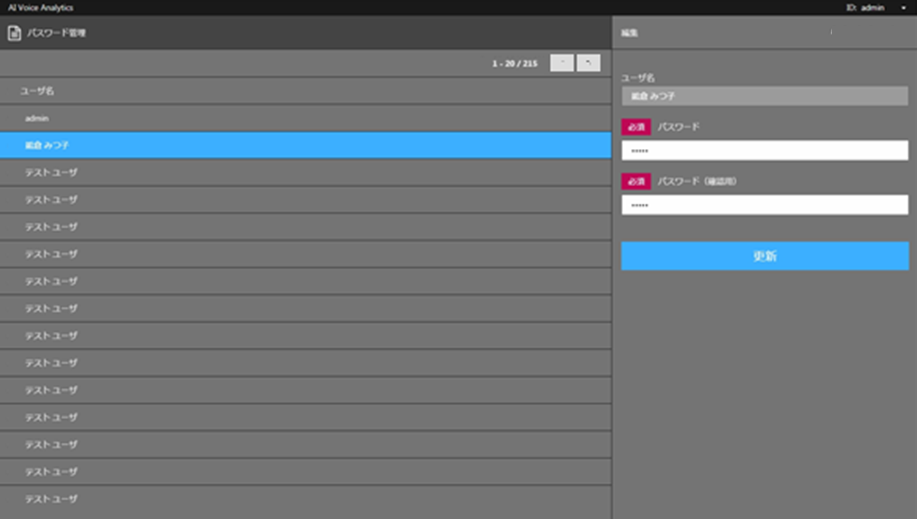 AI Voice Analytics
ID: admin
パスワード管理
編集
1 - 20 / 215
ユーザ名
admin
みつ子
テストユーザ
テストユーザ
テストユーザ
テストユーザ
テストユーザ
テストユーザ
テストユーザ
テストユーザ
テストユーザ
テストユーザ
テストユーザ
テストユーザ
テストユーザ
ユーザ名
みつ子
必須 パスワード
•••••
必須 パスワード（確認用）
•••••
更新